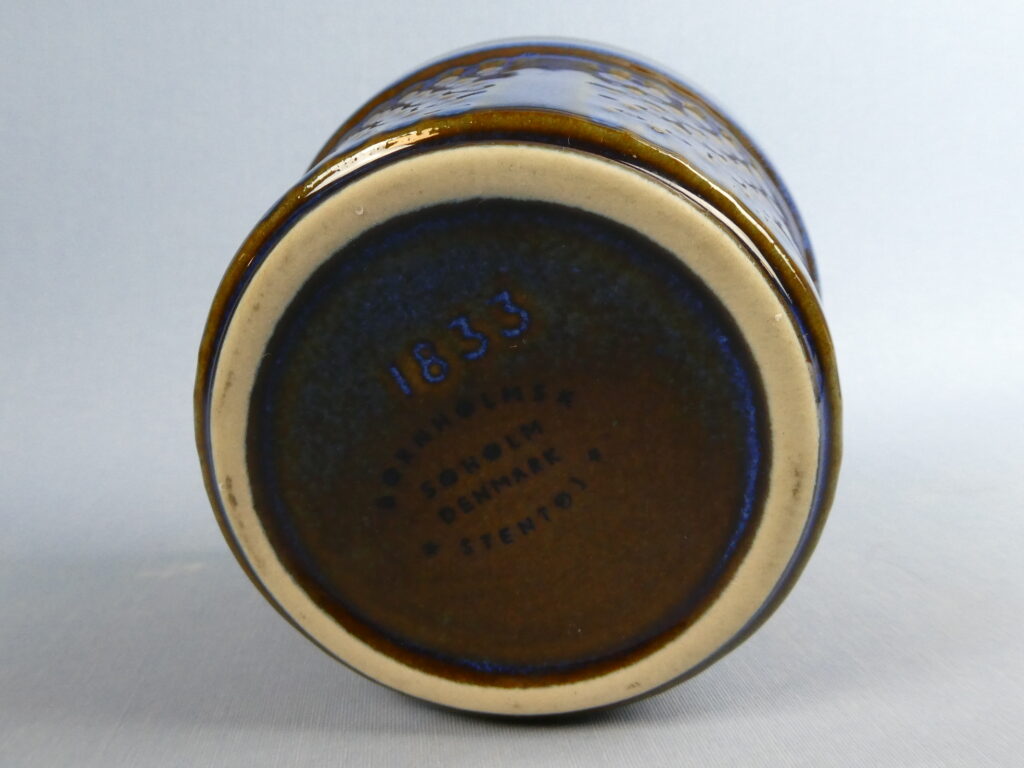 1833
BORNHOLMSK
SØHOLM
DENMARK
* STENTØJ *